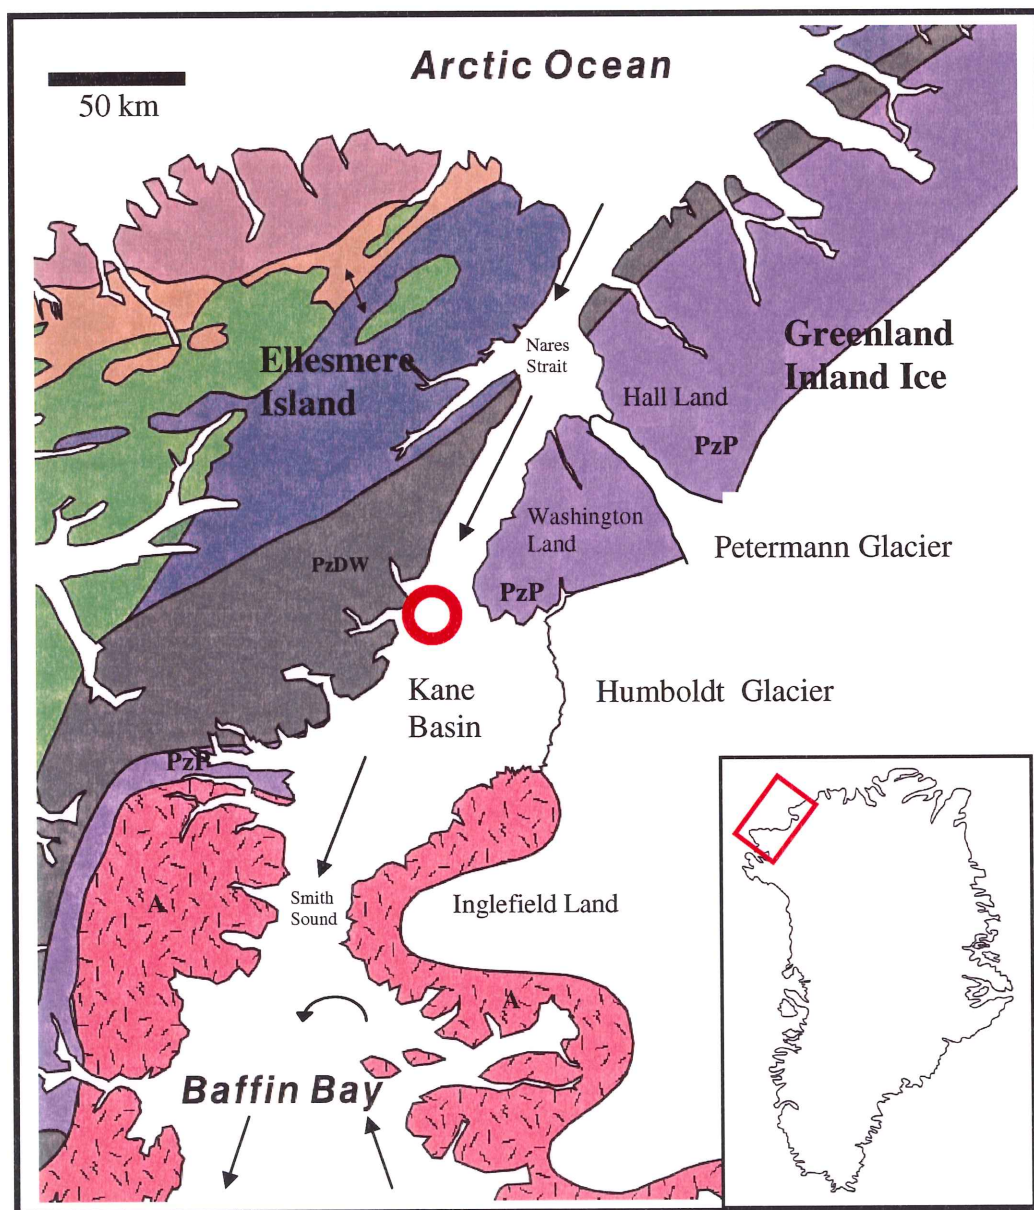 Arctic Ocean
50 km
Nares
Strait
Greenland
Inland Ice
Ellesmere
Island
Hall Land
PzP
Washington
Land
Petermann Glacier
PzDW
PzP
Kane
Basin
Humboldt Glacier
PzP
Smith
Sound
Inglefield Land
A
A
Baffin Bay